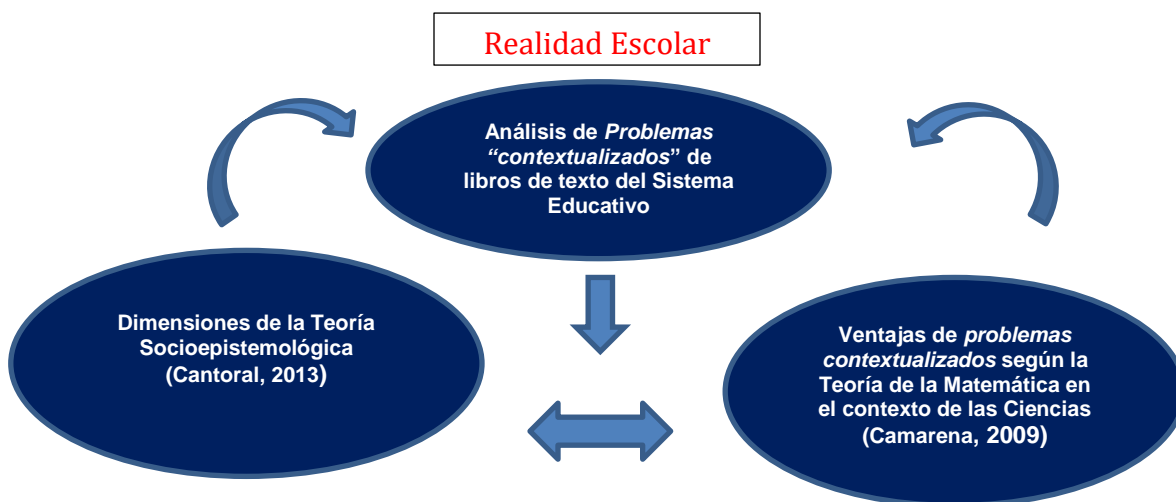 Realidad Escolar
Análisis de Problemas
“contextualizados” de
libros de texto del Sistema
Educativo
Dimensiones de la Teoría
Socioepistemológica
(Cantoral, 2013)
Ventajas de problemas
contextualizados según la
Teoría de la Matemática en
el contexto de las Ciencias
(Camarena, 2009)